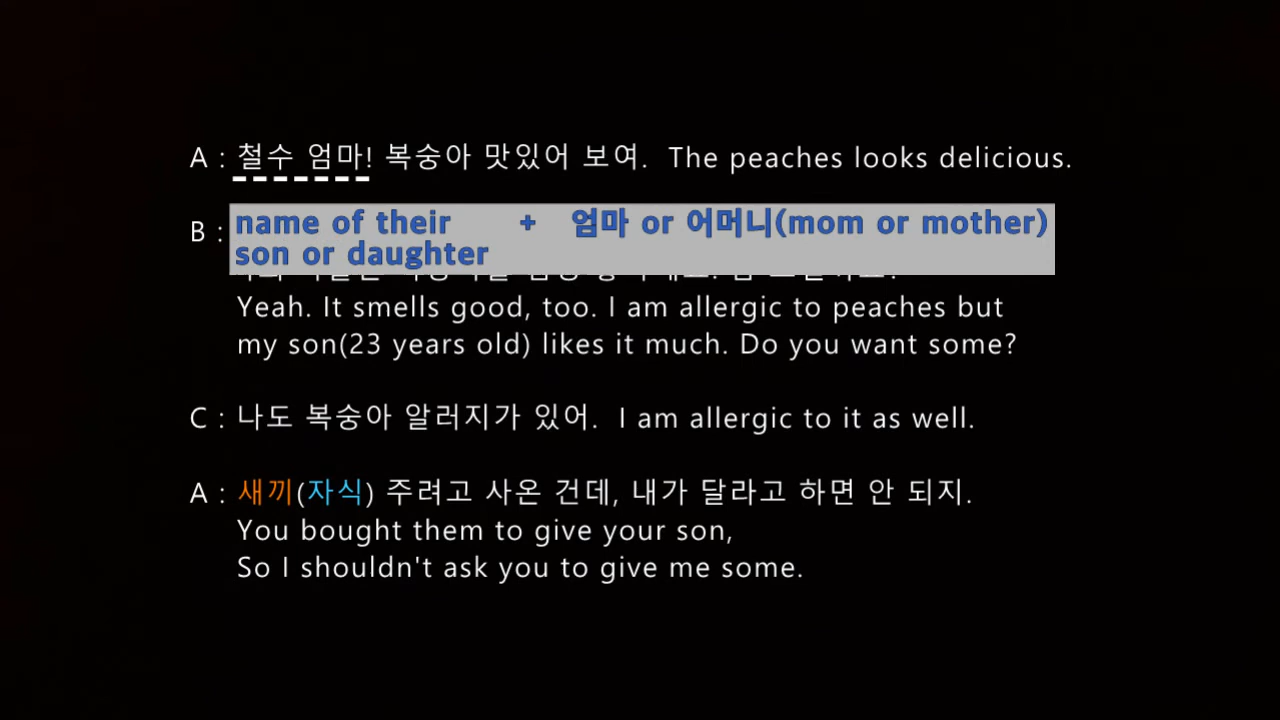 A : 철수 엄마! 복숭아 맛있어 보여. The peaches looks delicious.
B :
name of their + 엄마 or 어머니(mom or mother)
son or daughter
Yeah. It smells good, too. I am allergic to peaches but
my son(23 years old) likes it much. Do you want some?
C : 나도 복숭아 알러지가 있어. I am allergic to it as well.
A : 새끼(자식) 주려고 사온 건데, 내가 달라고 하면 안 되지.
You bought them to give your son,
So I shouldn't ask you to give me some.